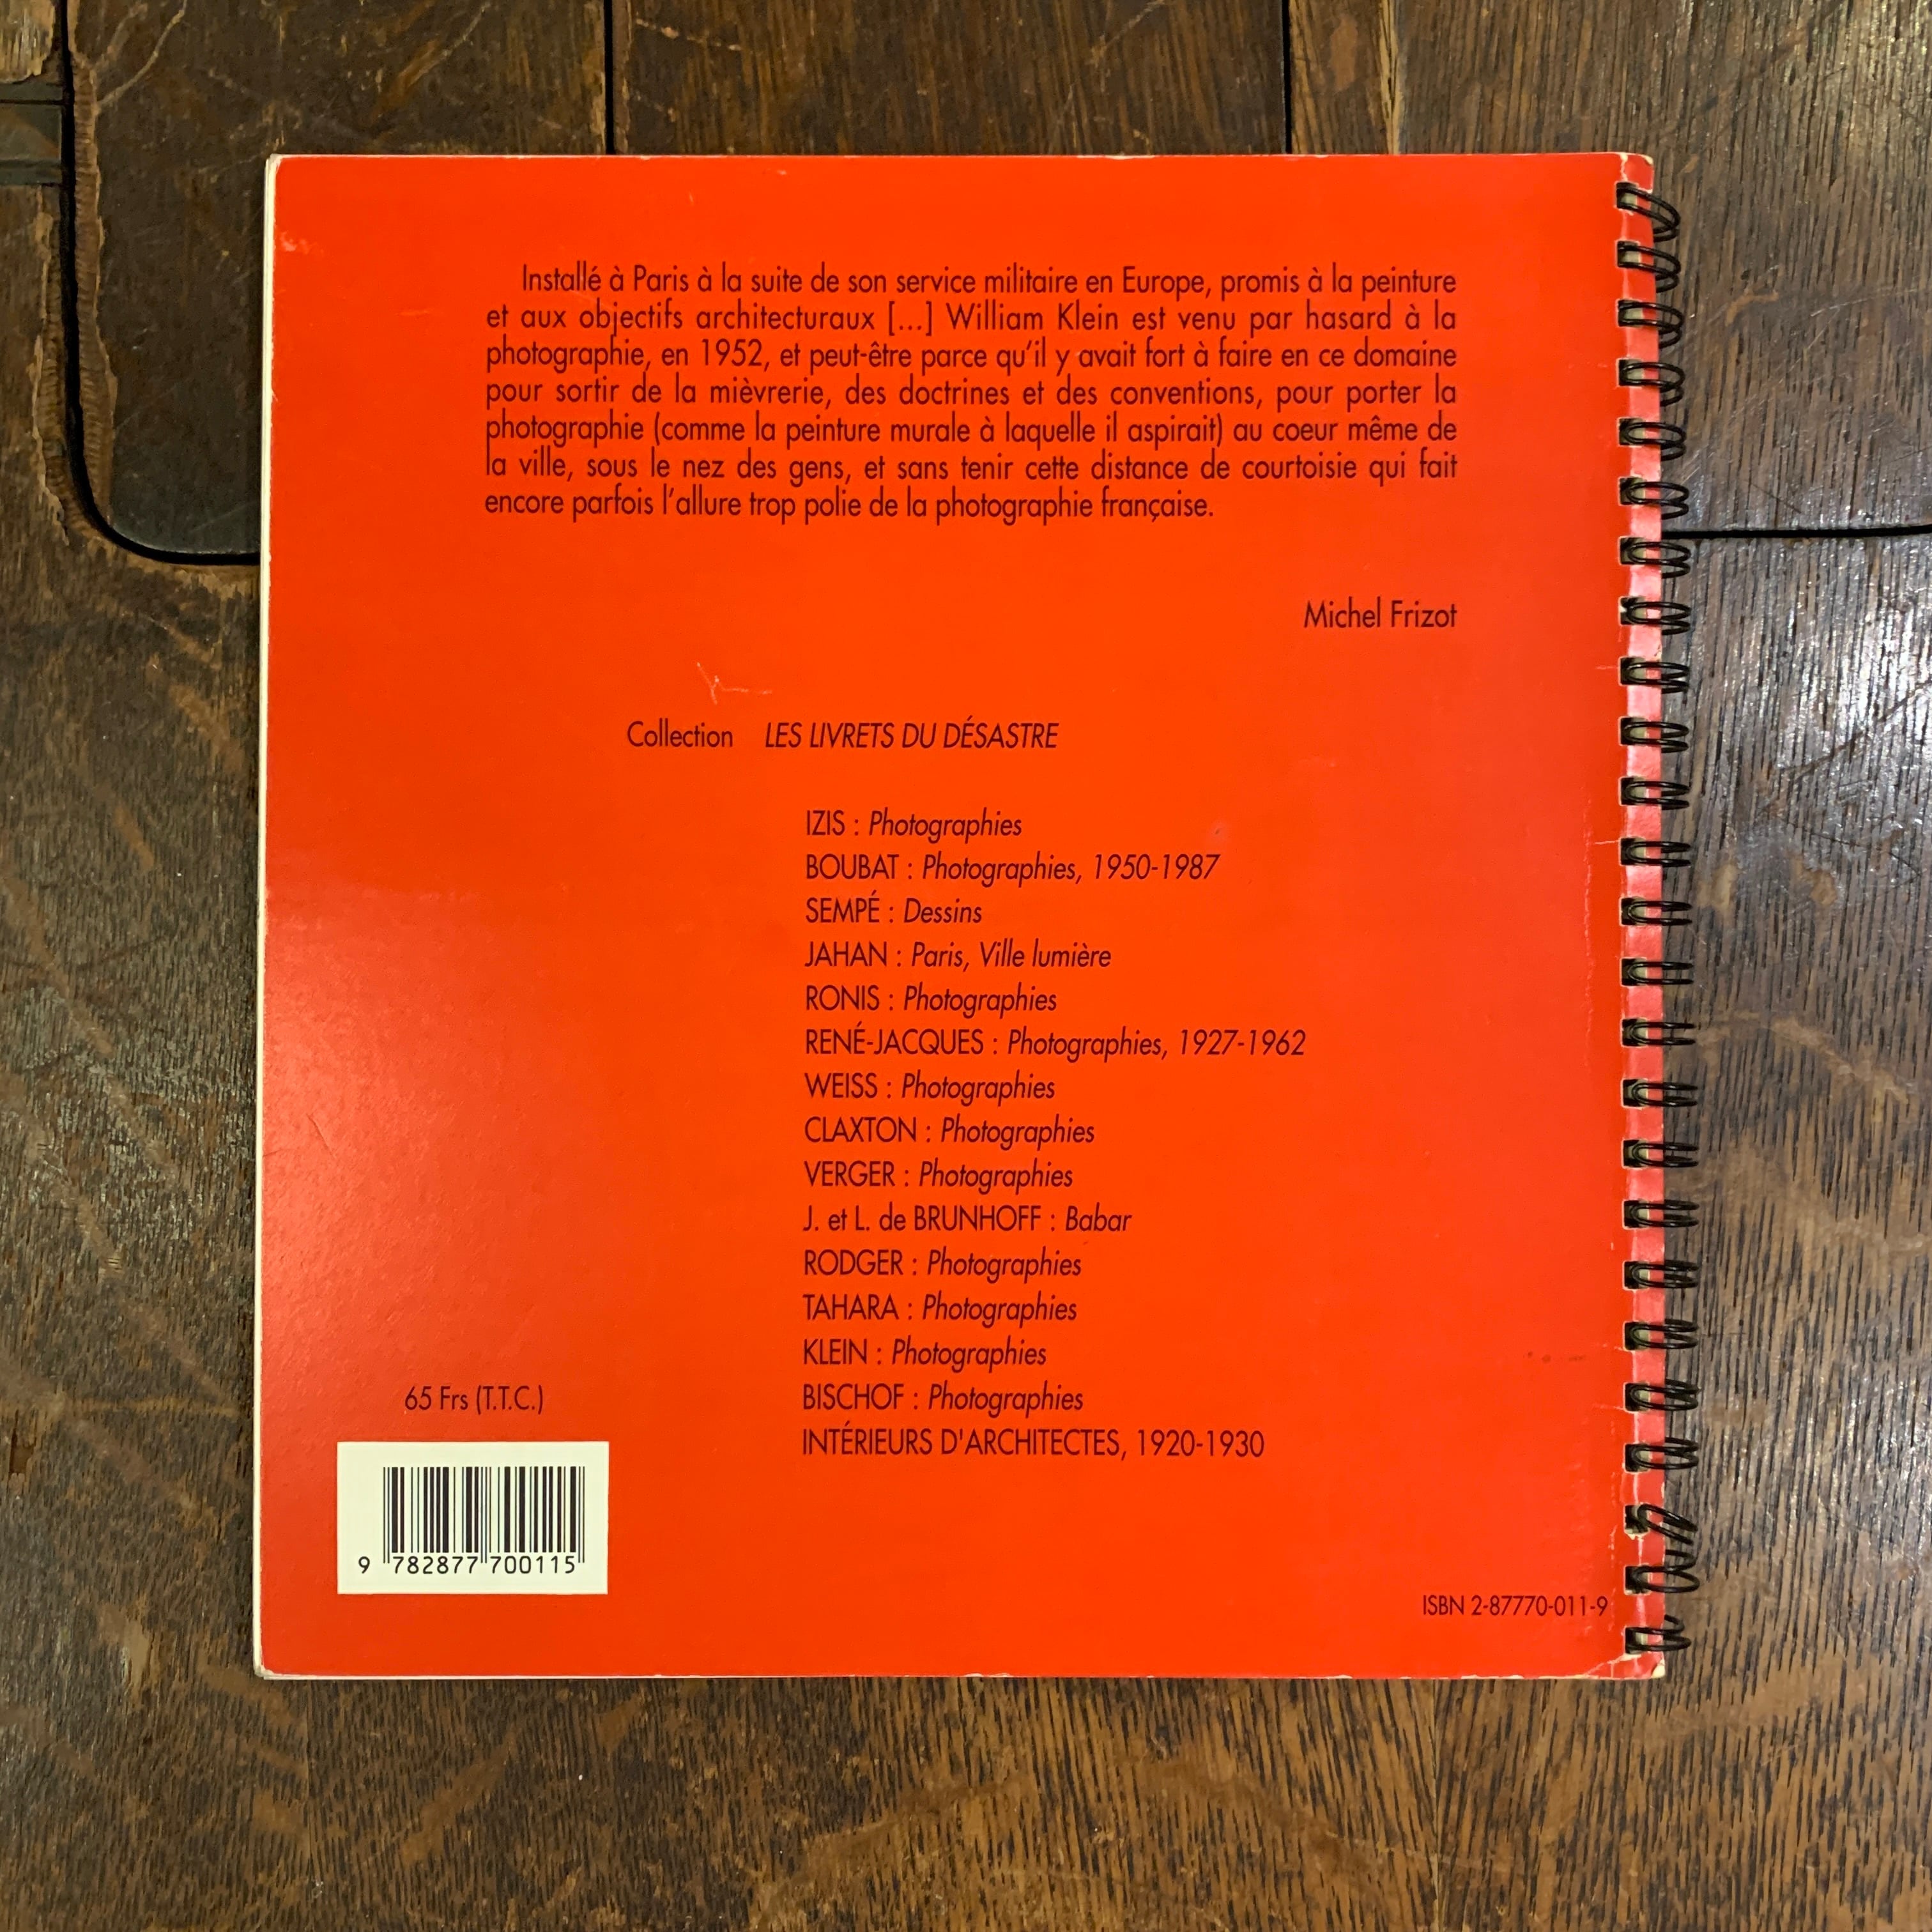 Installé à Paris à la suite de son service militaire en Europe, promis à la peinture
et aux objectifs architecturaux [...] William Klein est venu par hasard à la
photographie, en 1952, et peut-être parce qu'il y avait fort à faire en ce domaine
pour sortir de la mièvrerie, des doctrines et des conventions, pour porter la
photographie (comme la peinture murale à laquelle il aspirait) au coeur même de
la ville, sous le nez des gens, et sans tenir cette distance de courtoisie qui fait
encore parfois l'allure trop polie de la photographie française.
Michel Frizot
Collection LES LIVRETS DU DÉSASTRE
IZIS : Photographies
BOUBAT : Photographies, 1950-1987
SEMPÉ : Dessins
JAHAN : Paris, Ville lumière
RONIS : Photographies
RENÉ-JACQUES : Photographies, 1927-1962
WEISS : Photographies
CLAXTON : Photographies
VERGER : Photographies
J. et L. de BRUNHOFF : Babar
RODGER : Photographies
TAHARA : Photographies
KLEIN : Photographies
BISCHOF : Photographies
INTÉRIEURS D'ARCHITECTES, 1920-1930
65 Frs (T.T.C.)
9 782877 700115
ISBN 2-87770-011-9